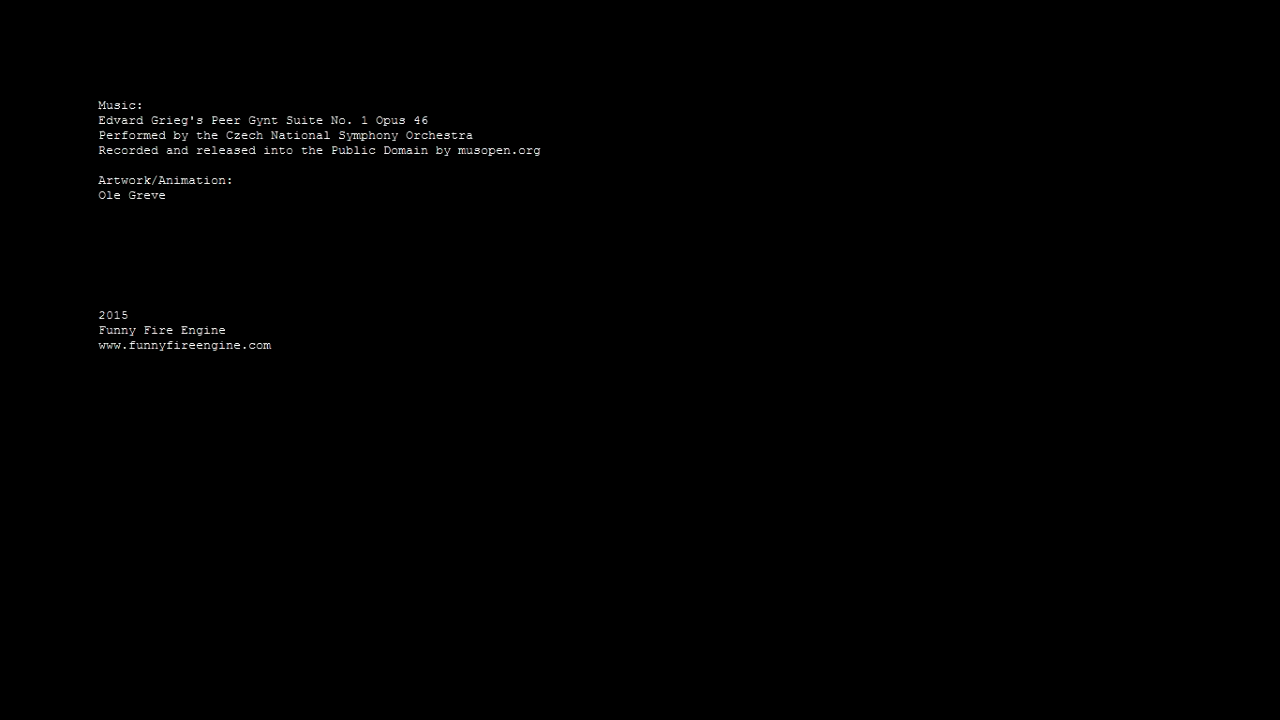 Music:
Edvard Grieg's Peer Gynt Suite No. 1 Opus 46
Performed by the Czech National Symphony Orchestra
Recorded and released into the Public Domain by musopen.org
Artwork/Animation:
Ole Greve
2015
Funny Fire Engine
www.funnyfireengine.com